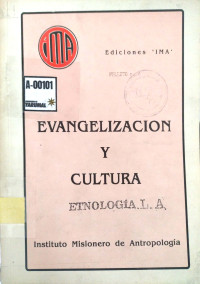 IMA
Ediciones 'IMA'
A-00101
EVANGELIZACION
Y
CULTURA
ETNOLOGIA L. A.
Instituto Misionero de Antropología